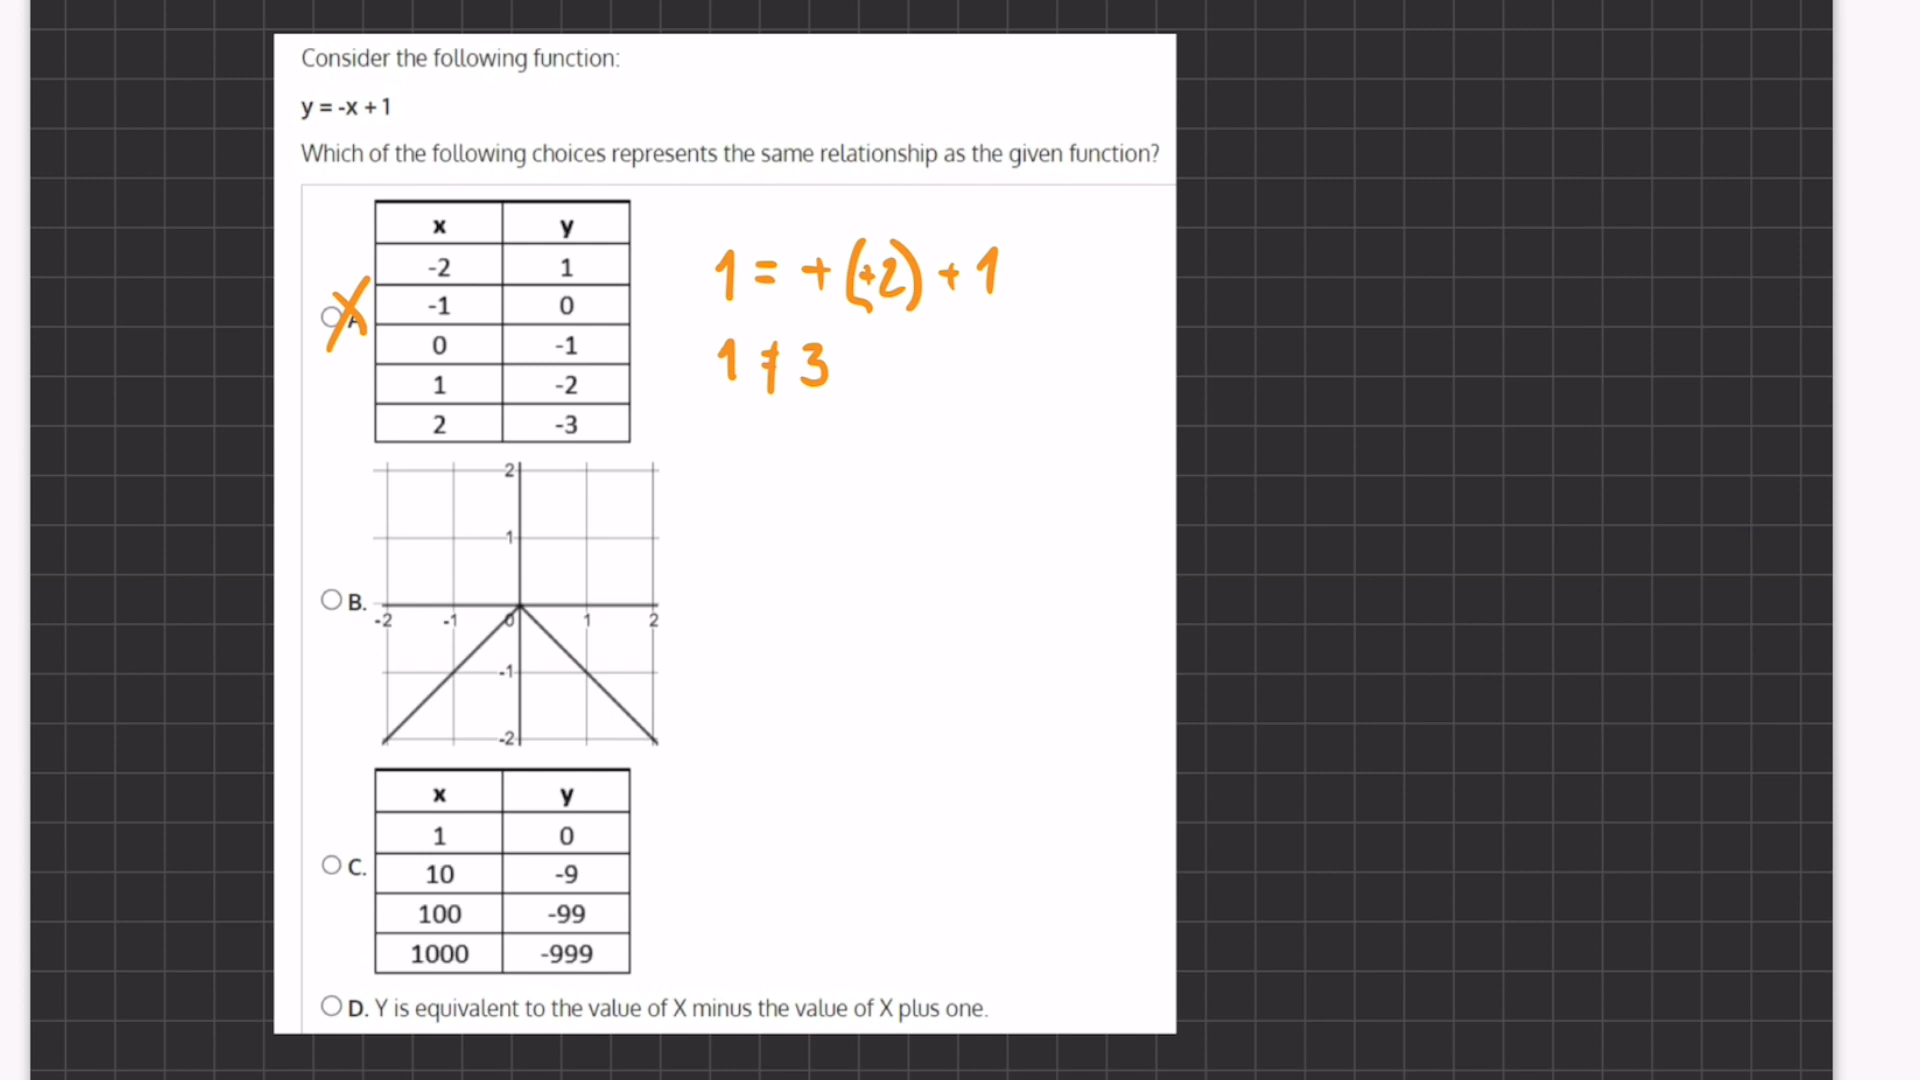 Consider the following function:
y = -x + 1
Which of the following choices represents the same relationship as the given function?
x y
-2 1
-1 0
0 -1
1 -2
2 -3
1 = + (+2) + 1
1 ≠ 3
B.
2
1
-2 -1 0 1 2
-1
-2
C.
x y
1 0
10 -9
100 -99
1000 -999
D. Y is equivalent to the value of X minus the value of X plus one.